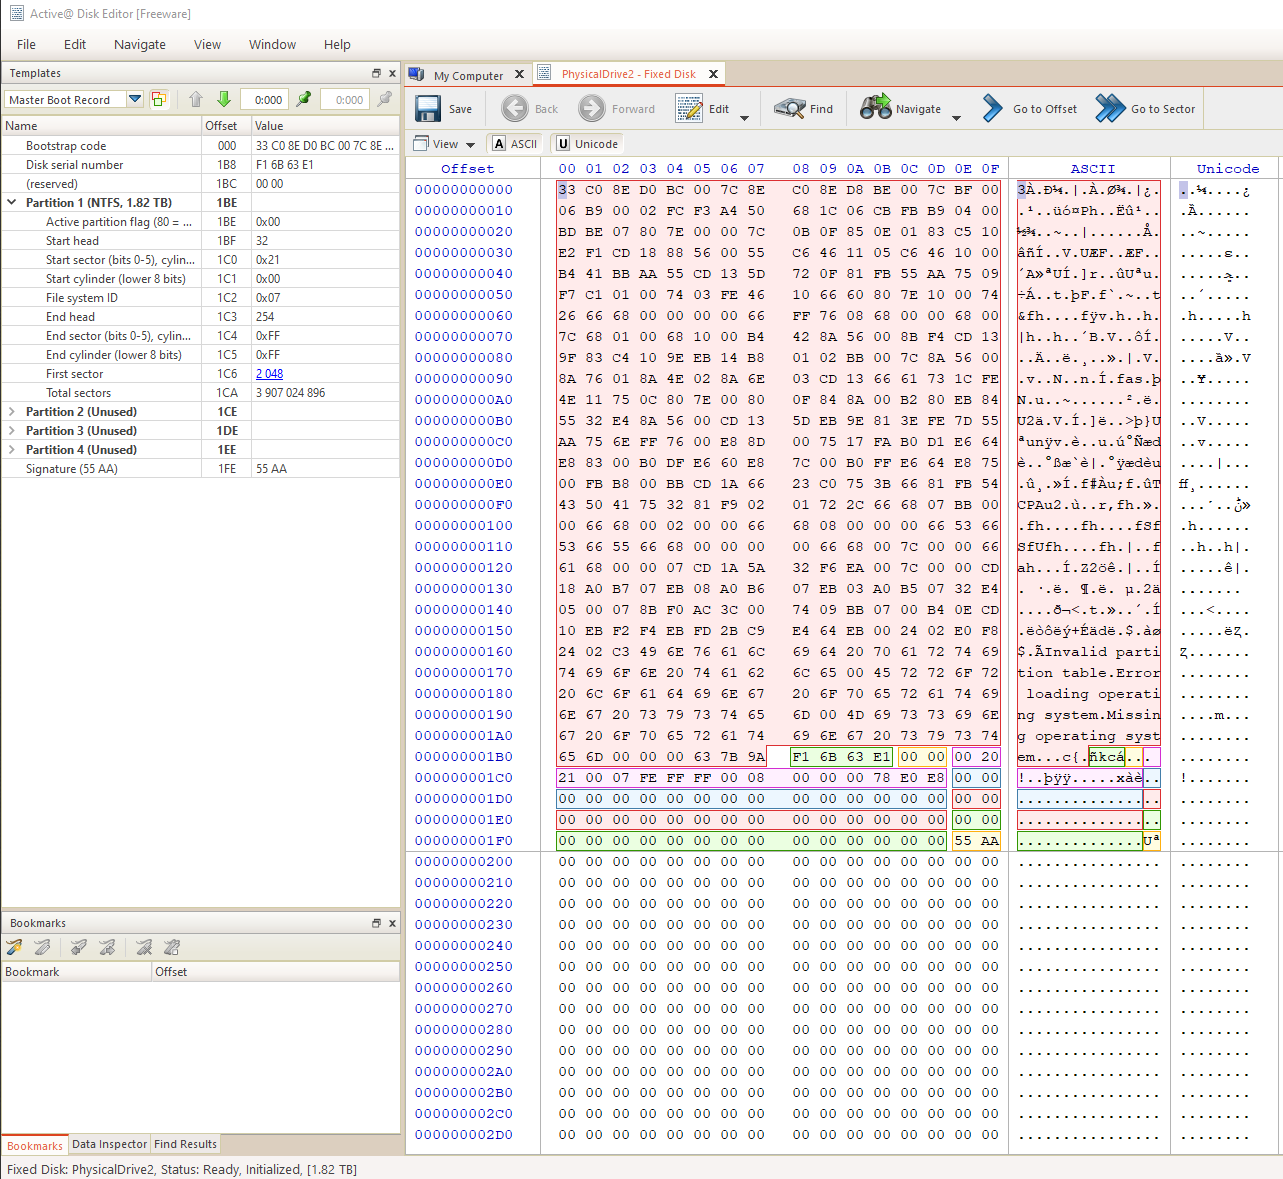 Active@ Disk Editor [Freeware]
File Edit Navigate View Window Help
Templates
Master Boot Record 0:000 0:000
Name Offset Value
Bootstrap code 000 33 C0 8E D0 BC 00 7C 8E ...
Disk serial number 1B8 F1 6B 63 E1
(reserved) 1BC 00 00
Partition 1 (NTFS, 1.82 TB) 1BE
Active partition flag (80 = ... 1BE 0x00
Start head 1BF 32
Start sector (bits 0-5), cylin... 1C0 0x21
Start cylinder (lower 8 bits) 1C1 0x00
File system ID 1C2 0x07
End head 1C3 254
End sector (bits 0-5), cylin... 1C4 0xFF
End cylinder (lower 8 bits) 1C5 0xFF
First sector 1C6 2 048
Total sectors 1CA 3 907 024 896
Partition 2 (Unused) 1CE
Partition 3 (Unused) 1DE
Partition 4 (Unused) 1EE
Signature (55 AA) 1FE 55 AA
Bookmarks
Bookmark Offset
Bookmarks Data Inspector Find Results
My Computer PhysicalDrive2 - Fixed Disk
Save Back Forward Edit Find Navigate Go to Offset Go to Sector
View A ASCII U Unicode
Offset 00 01 02 03 04 05 06 07 08 09 0A 0B 0C 0D 0E 0F ASCII Unicode
00000000000 33 C0 8E D0 BC 00 7C 8E C0 8E D8 BE 00 7C BF 00 3À.Ð¼.|.À.Ø¾.|¿. ..¼....¿
00000000010 06 B9 00 02 FC F3 A4 50 68 1C 06 CB FB B9 04 00 .¹..üó¤Ph..Ëû¹..
00000000020 BD BE 07 80 7E 00 00 7C 0B 0F 85 0E 01 83 C5 10 ½¾..~..|......Å. ..~.....
00000000030 E2 F1 CD 18 88 56 00 55 C6 46 11 05 C6 46 10 00 âñÍ..V.UÆF..ÆF..
00000000040 B4 41 BB AA 55 CD 13 5D 72 0F 81 FB 55 AA 75 09 ´A»ªUÍ.]r..ûUªu.
00000000050 F7 C1 01 00 74 03 FE 46 10 66 60 80 7E 10 00 74 ÷Á..t.þF.f`.~..t ..´.....
00000000060 26 66 68 00 00 00 00 66 FF 76 08 68 00 00 68 00 &fh....fÿv.h..h. .h.....h
00000000070 7C 68 01 00 68 10 00 B4 42 8A 56 00 8B F4 CD 13 |h..h..´B.V..ôÍ. .....V..
00000000080 9F 83 C4 10 9E EB 14 B8 01 02 BB 00 7C 8A 56 00 ..Ä..ë.¸..».|.V.
00000000090 8A 76 01 8A 4E 02 8A 6E 03 CD 13 66 61 73 1C FE .v..N..n.Í.fas.þ
000000000A0 4E 11 75 0C 80 7E 00 80 0F 84 8A 00 B2 80 EB 84 N.u..~......².ë. ........
000000000B0 55 32 E4 8A 56 00 CD 13 5D EB 9E 81 3E FE 7D 55 U2ä.V.Í.]ë..>þ}U ..V.....
000000000C0 AA 75 6E FF 76 00 E8 8D 00 75 17 FA B0 D1 E6 64 ªunÿv.è..u.ú°Ñæd ..v.....
000000000D0 E8 83 00 B0 DF E6 60 E8 7C 00 B0 FF E6 64 E8 75 è..°ßæ`è|.°ÿædèu ....|...
000000000E0 00 FB B8 00 BB CD 1A 66 23 C0 75 3B 66 81 FB 54 .û¸.»Í.f#Àu;f.ûT
000000000F0 43 50 41 75 32 81 F9 02 01 72 2C 66 68 07 BB 00 CPAu2.ù..r,fh.».
00000000100 00 66 68 00 02 00 00 66 68 08 00 00 00 66 53 66 .fh....fh....fSf .h......
00000000110 53 66 55 66 68 00 00 00 00 66 68 00 7C 00 00 66 SfUfh....fh.|..f ..h..h|.
00000000120 61 68 00 00 07 CD 1A 5A 32 F6 EA 00 7C 00 00 CD ah...Í.Z2öê.|..Í .....ê|.
00000000130 18 A0 B7 07 EB 08 A0 B6 07 EB 03 A0 B5 07 32 E4 . ·.ë. ¶.ë. µ.2ä
00000000140 05 00 07 8B F0 AC 3C 00 74 09 BB 07 00 B4 0E CD ....ð¬<.t.»..´.Í ...<....
00000000150 10 EB F2 F4 EB FD 2B C9 E4 64 EB 00 24 02 E0 F8 .ëòôëý+Éädë.$.àø
00000000160 24 02 C3 49 6E 76 61 6C 69 64 20 70 61 72 74 69 $.ÃInvalid parti
00000000170 74 69 6F 6E 20 74 61 62 6C 65 00 45 72 72 6F 72 tion table.Error ........
00000000180 20 6C 6F 61 64 69 6E 67 20 6F 70 65 72 61 74 69 loading operati ........
00000000190 6E 67 20 73 79 73 74 65 6D 00 4D 69 73 73 69 6E ng system.Missin ....m...
000000001A0 67 20 6F 70 65 72 61 74 69 6E 67 20 73 79 73 74 g operating syst ........
000000001B0 65 6D 00 00 00 63 7B 9A F1 6B 63 E1 00 00 00 20 em...c{.ñkcá... ........
000000001C0 21 00 07 FE FF FF 00 08 00 00 00 78 E0 E8 00 00 !..þÿÿ.....xàè.. !.......
000000001D0 00 00 00 00 00 00 00 00 00 00 00 00 00 00 00 00 ................ ........
000000001E0 00 00 00 00 00 00 00 00 00 00 00 00 00 00 00 00 ................ ........
000000001F0 00 00 00 00 00 00 00 00 00 00 00 00 00 00 55 AA ..............Uª ........
00000000200 00 00 00 00 00 00 00 00 00 00 00 00 00 00 00 00 ................ ........
00000000210 00 00 00 00 00 00 00 00 00 00 00 00 00 00 00 00 ................ ........
00000000220 00 00 00 00 00 00 00 00 00 00 00 00 00 00 00 00 ................ ........
00000000230 00 00 00 00 00 00 00 00 00 00 00 00 00 00 00 00 ................ ........
00000000240 00 00 00 00 00 00 00 00 00 00 00 00 00 00 00 00 ................ ........
00000000250 00 00 00 00 00 00 00 00 00 00 00 00 00 00 00 00 ................ ........
00000000260 00 00 00 00 00 00 00 00 00 00 00 00 00 00 00 00 ................ ........
00000000270 00 00 00 00 00 00 00 00 00 00 00 00 00 00 00 00 ................ ........
00000000280 00 00 00 00 00 00 00 00 00 00 00 00 00 00 00 00 ................ ........
00000000290 00 00 00 00 00 00 00 00 00 00 00 00 00 00 00 00 ................ ........
000000002A0 00 00 00 00 00 00 00 00 00 00 00 00 00 00 00 00 ................ ........
000000002B0 00 00 00 00 00 00 00 00 00 00 00 00 00 00 00 00 ................ ........
000000002C0 00 00 00 00 00 00 00 00 00 00 00 00 00 00 00 00 ................ ........
000000002D0 00 00 00 00 00 00 00 00 00 00 00 00 00 00 00 00 ................ ........
Fixed Disk: PhysicalDrive2, Status: Ready, Initialized, [1.82 TB]